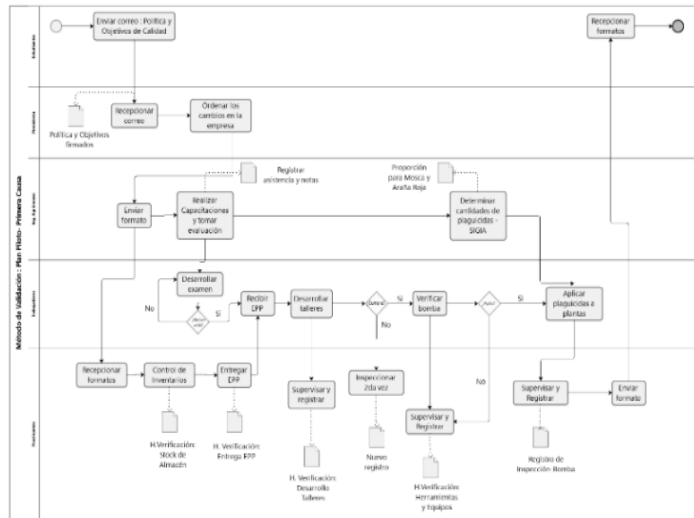 Método de Validación: Plan Piloto- Primera Causa
Enviar correo : Política y
Objetivos de Calidad
Recepcionar
formatos
Recepcionar
correo
Ordenar los
cambios en la
empresa
Política y Objetivos
firmados
Registrar
asistencia y notas
Proporción
para Mosca y
Araña Roja
Enviar
formato
Realizar
Capacitaciones y
tomar
evaluación
Determinar
cantidades de
plaguicidas -
SIGIA
Desarrollar
examen
No
Si
Recibir
EPP
Desarrollar
talleres
Si
No
Verificar
bomba
Si
No
Aplicar
plaguicidas a
plantas
Recepcionar
formatos
Control de
Inventarios
Entregar
EPP
Supervisar y
registrar
Inspeccionar
2da vez
Supervisar y
Registrar
Supervisar y
Registrar
Enviar
formato
H.Verificación:
Stock de
Almacén
H. Verificación:
Entrega EPP
H. Verificación:
Desarrollo
Talleres
Nuevo
registro
H.Verificación:
Herramientas
y Equipos
Registro de
Inspección- Bomba